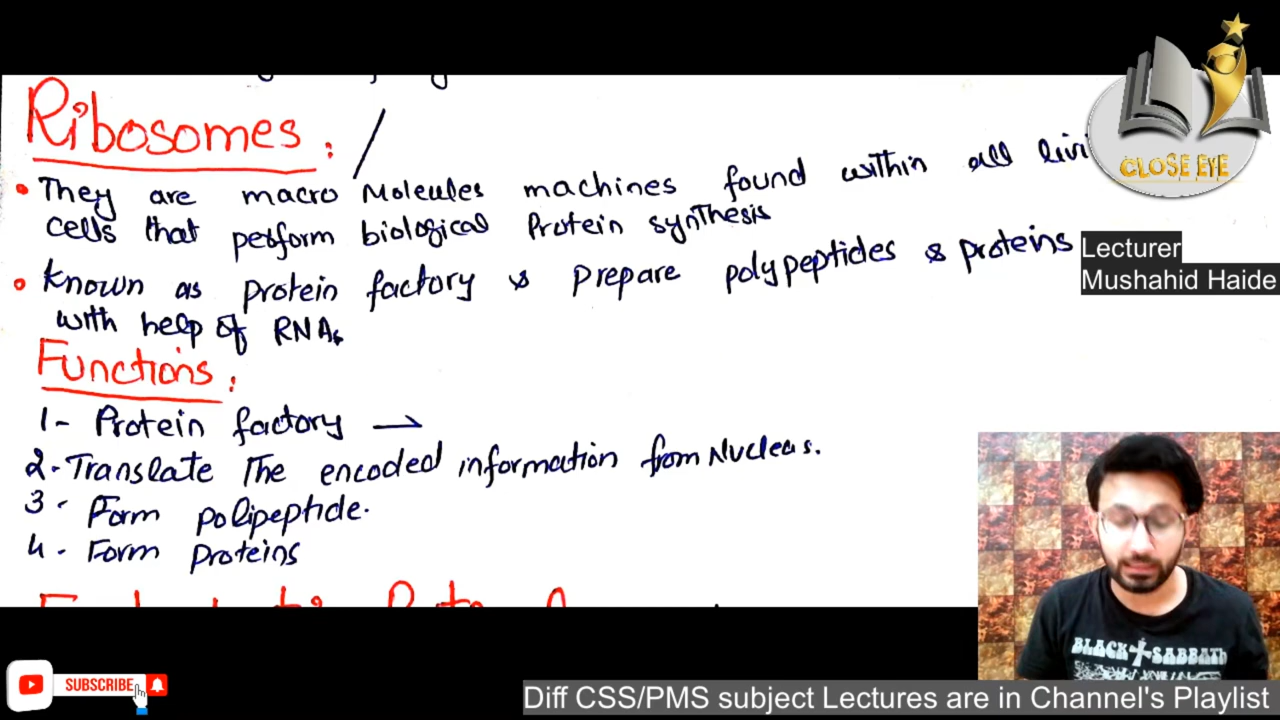 Ribosomes :
• They are macro Molecules machines found within all livi
cells that perform biological Protein synthesis
• Known as protein factory & prepare polypeptides & proteins
with help of RNAs
Functions :
1- Protein factory →
2- Translate The encoded information from Nucleus.
3- Form polipeptide.
4- Form Proteins
CLOSE EYE
Lecturer
Mushahid Haide
BLACK SABBATH
SUBSCRIBE
Diff CSS/PMS subject Lectures are in Channel's Playlist